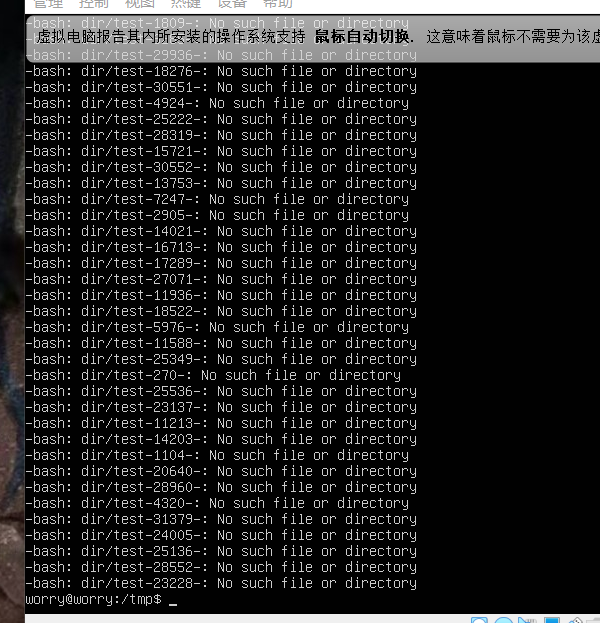 管理 控制 视图 热键 设备 帮助
-bash: dir/test-1809-: No such file or directory
虚拟电脑报告其内所安装的操作系统支持 鼠标自动切换. 这意味着鼠标不需要为该虚
-bash: dir/test-29936-: No such file or directory
-bash: dir/test-18276-: No such file or directory
-bash: dir/test-30551-: No such file or directory
-bash: dir/test-4924-: No such file or directory
-bash: dir/test-25222-: No such file or directory
-bash: dir/test-28319-: No such file or directory
-bash: dir/test-15721-: No such file or directory
-bash: dir/test-30552-: No such file or directory
-bash: dir/test-13753-: No such file or directory
-bash: dir/test-7247-: No such file or directory
-bash: dir/test-2905-: No such file or directory
-bash: dir/test-14021-: No such file or directory
-bash: dir/test-16713-: No such file or directory
-bash: dir/test-17289-: No such file or directory
-bash: dir/test-27071-: No such file or directory
-bash: dir/test-11936-: No such file or directory
-bash: dir/test-18522-: No such file or directory
-bash: dir/test-5976-: No such file or directory
-bash: dir/test-11588-: No such file or directory
-bash: dir/test-25349-: No such file or directory
-bash: dir/test-270-: No such file or directory
-bash: dir/test-25536-: No such file or directory
-bash: dir/test-23137-: No such file or directory
-bash: dir/test-11213-: No such file or directory
-bash: dir/test-14203-: No such file or directory
-bash: dir/test-1104-: No such file or directory
-bash: dir/test-20640-: No such file or directory
-bash: dir/test-28960-: No such file or directory
-bash: dir/test-4320-: No such file or directory
-bash: dir/test-31379-: No such file or directory
-bash: dir/test-24005-: No such file or directory
-bash: dir/test-25136-: No such file or directory
-bash: dir/test-28552-: No such file or directory
-bash: dir/test-23228-: No such file or directory
worry@worry:/tmp$ _